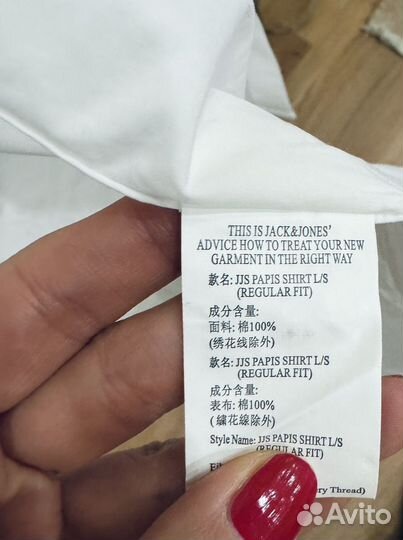 THIS IS JACK&JONES'
ADVICE HOW TO TREAT YOUR NEW
GARMENT IN THE RIGHT WAY
款名: JJS PAPIS SHIRT L/S
(REGULAR FIT)
成分含量:
面料: 棉100%
(绣花线除外)
款名: JJS PAPIS SHIRT L/S
(REGULAR FIT)
成分含量:
表布: 棉100%
(繡花線除外)
Style Name: JJS PAPIS SHIRT L/S
(REGULAR FIT)
Thread)
Avito